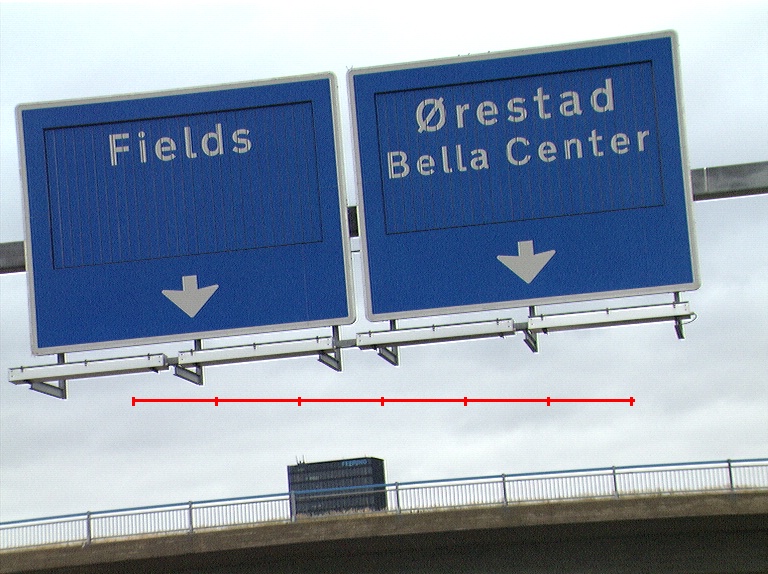 Fields
Ørestad
Bella Center